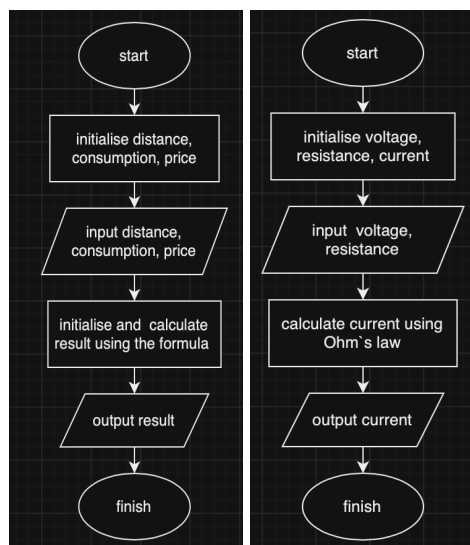 start
initialise distance,
consumption, price
input distance,
consumption, price
initialise and calculate
result using the formula
output result
finish
start
initialise voltage,
resistance, current
input voltage,
resistance
calculate current using
Ohm`s law
output current
finish